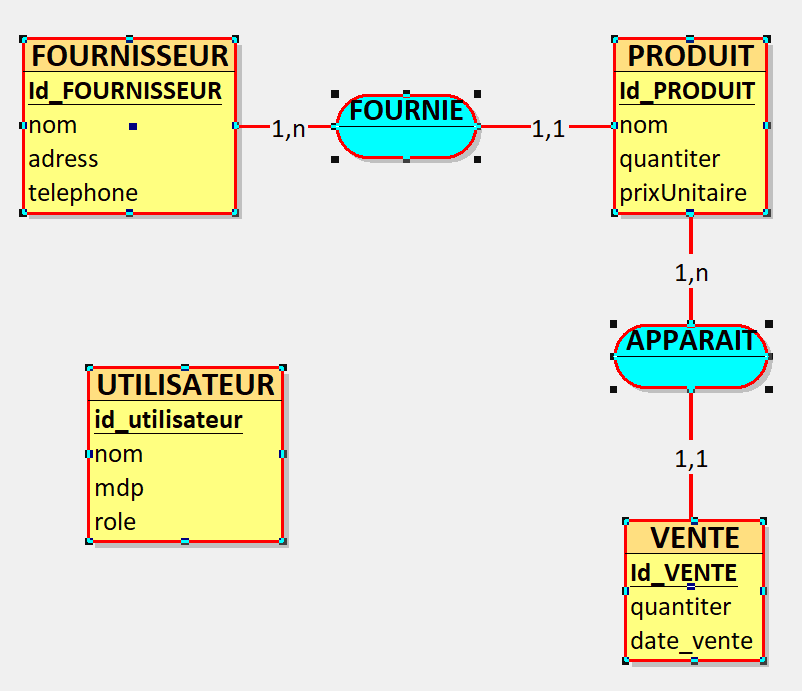 FOURNISSEUR
Id_FOURNISSEUR
nom
adress
telephone
1,n
FOURNIE
1,1
PRODUIT
Id_PRODUIT
nom
quantiter
prixUnitaire
1,n
APPARAIT
1,1
UTILISATEUR
id_utilisateur
nom
mdp
role
VENTE
Id_VENTE
quantiter
date_vente